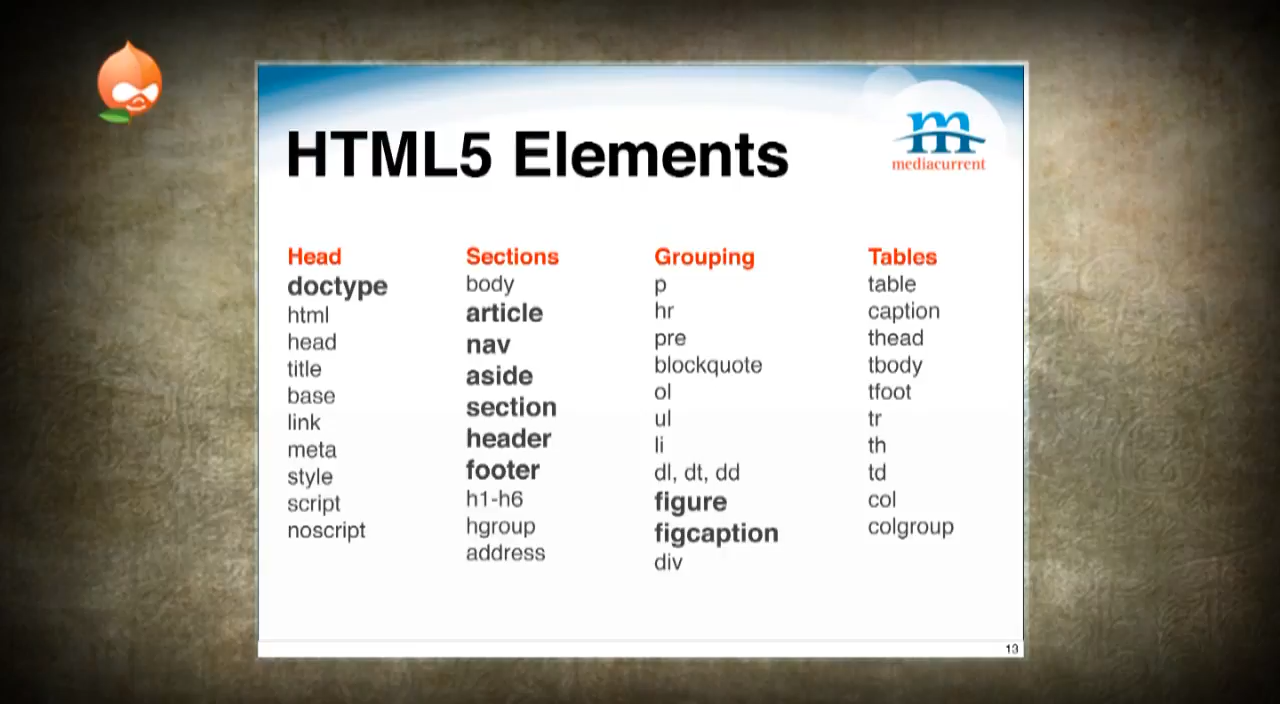 HTML5 Elements
m
mediacurrent
Head
doctype
html
head
title
base
link
meta
style
script
noscript
Sections
body
article
nav
aside
section
header
footer
h1-h6
hgroup
address
Grouping
p
hr
pre
blockquote
ol
ul
li
dl, dt, dd
figure
figcaption
div
Tables
table
caption
thead
tbody
tfoot
tr
th
td
col
colgroup
13